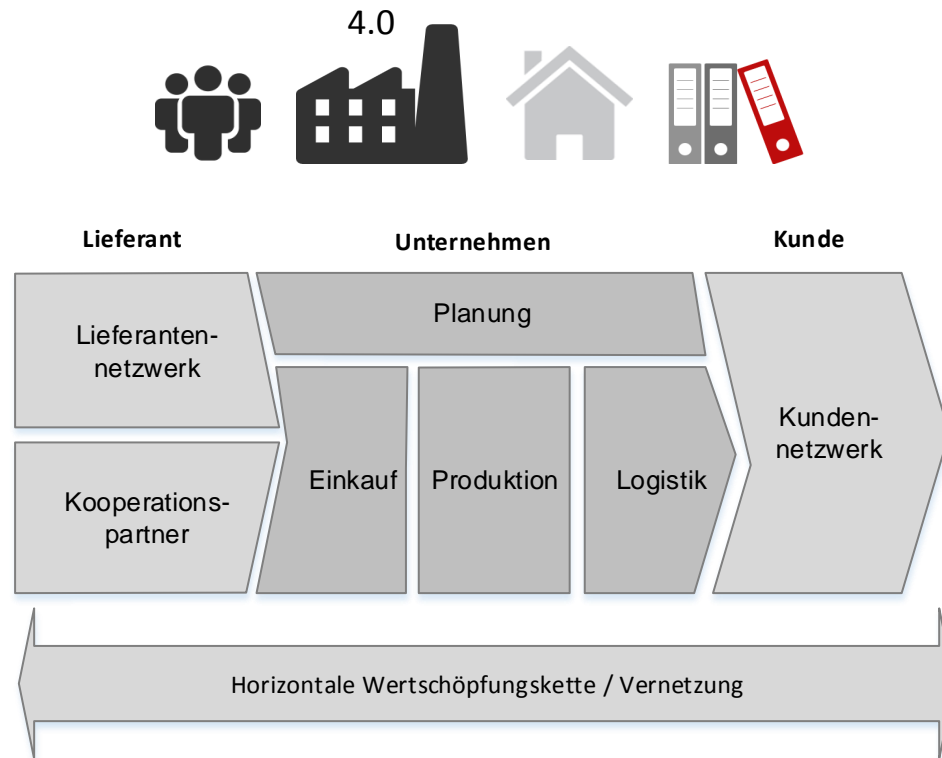 4.0
Lieferant
Unternehmen
Kunde
Lieferanten-
netzwerk
Kooperations-
partner
Planung
Einkauf
Produktion
Logistik
Kunden-
netzwerk
Horizontale Wertschöpfungskette / Vernetzung